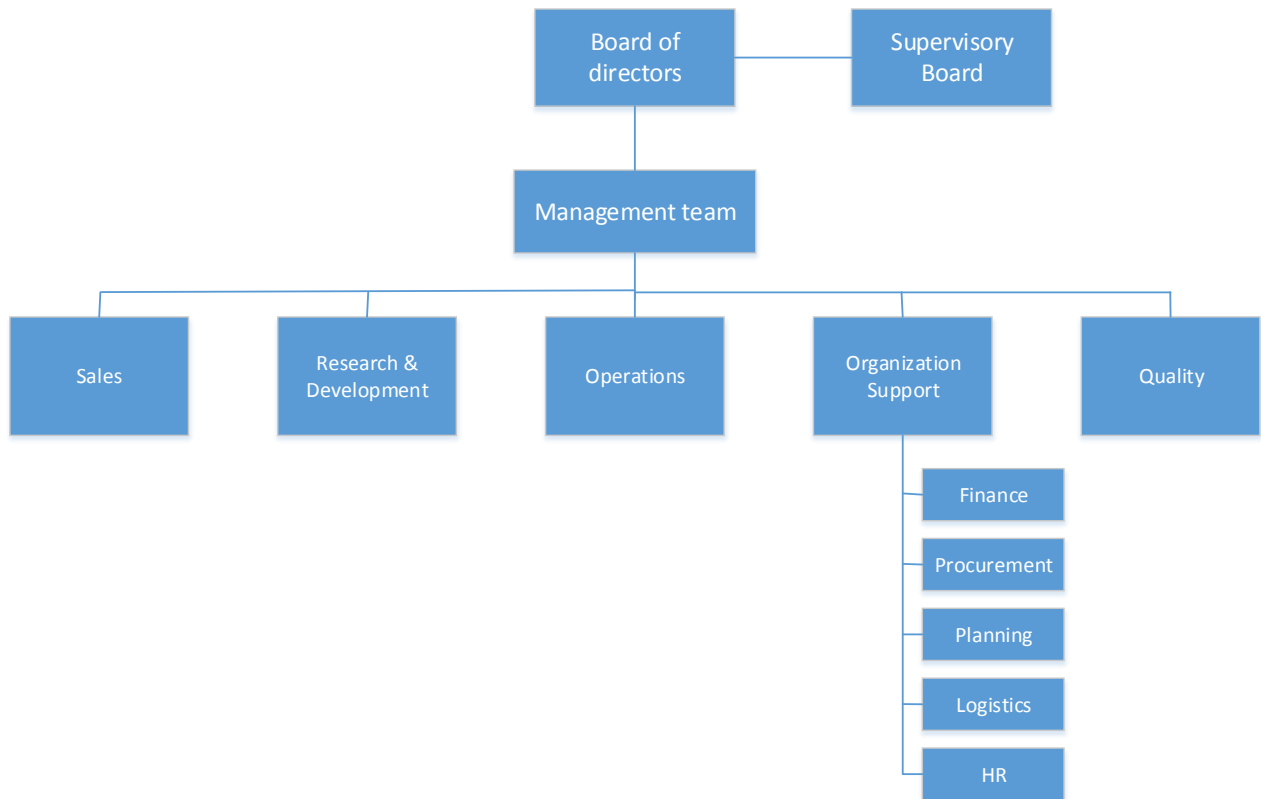 Board of
directors
Supervisory
Board
Management team
Sales
Research &
Development
Operations
Organization
Support
Quality
Finance
Procurement
Planning
Logistics
HR